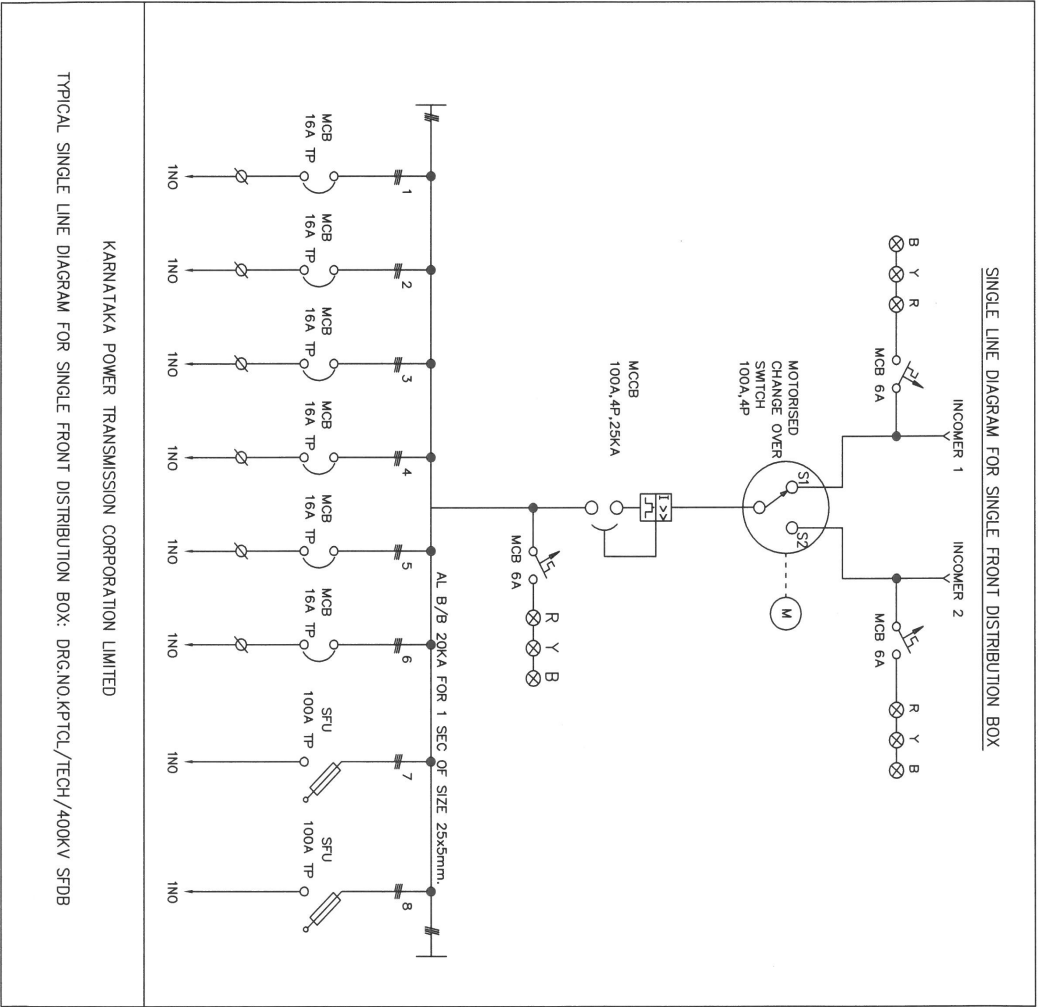 SINGLE LINE DIAGRAM FOR SINGLE FRONT DISTRIBUTION BOX
INCOMER 1
INCOMER 2
B
Y
R
MCB 6A
MCB 6A
R
Y
B
MOTORISED
CHANGE OVER
SWITCH
100A,4P
S1
S2
M
MCCB
100A,4P,25KA
I >>
MCB 6A
R
Y
B
AL B/B 20KA FOR 1 SEC OF SIZE 25x5mm.
1
2
3
4
5
6
7
8
MCB
16A TP
MCB
16A TP
MCB
16A TP
MCB
16A TP
MCB
16A TP
MCB
16A TP
SFU
100A TP
SFU
100A TP
1NO
1NO
1NO
1NO
1NO
1NO
1NO
1NO
KARNATAKA POWER TRANSMISSION CORPORATION LIMITED
TYPICAL SINGLE LINE DIAGRAM FOR SINGLE FRONT DISTRIBUTION BOX: DRG.NO.KPTCL/TECH/400KV SFDB